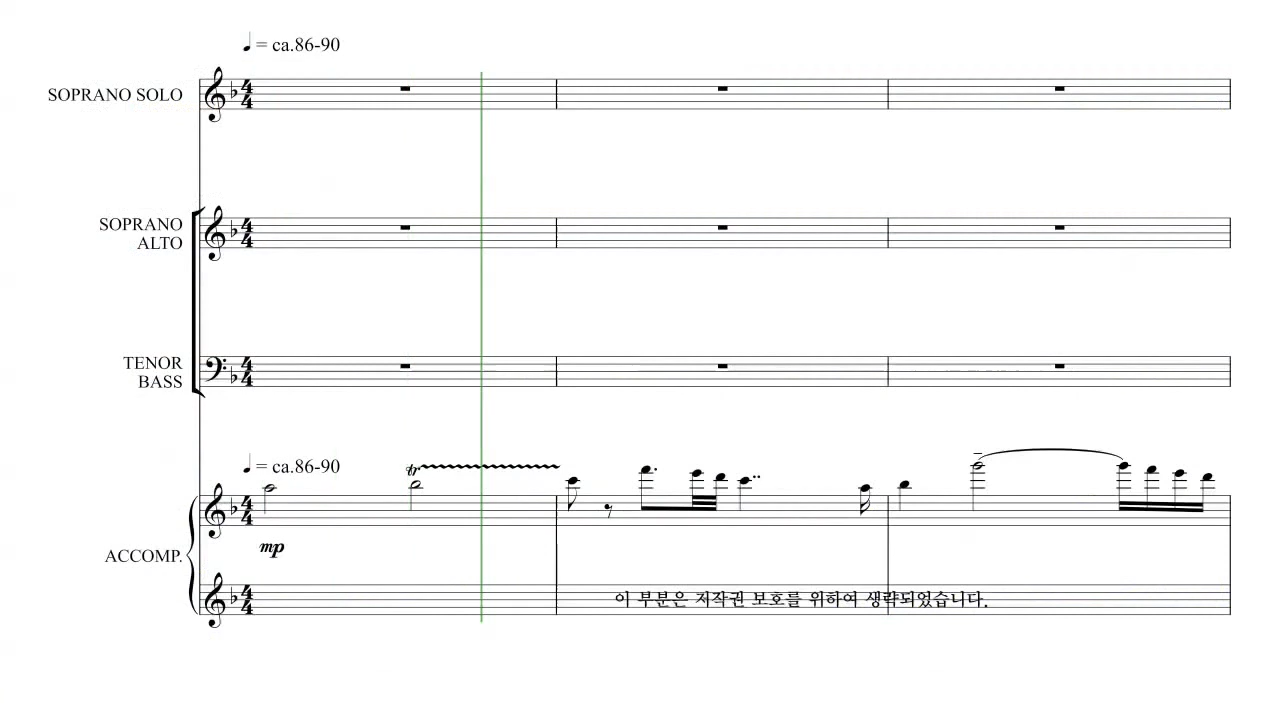 ♩ = ca.86-90
SOPRANO SOLO
SOPRANO
ALTO
TENOR
BASS
♩ = ca.86-90
tr
mp
ACCOMP.
이 부분은 저작권 보호를 위하여 생략되었습니다.